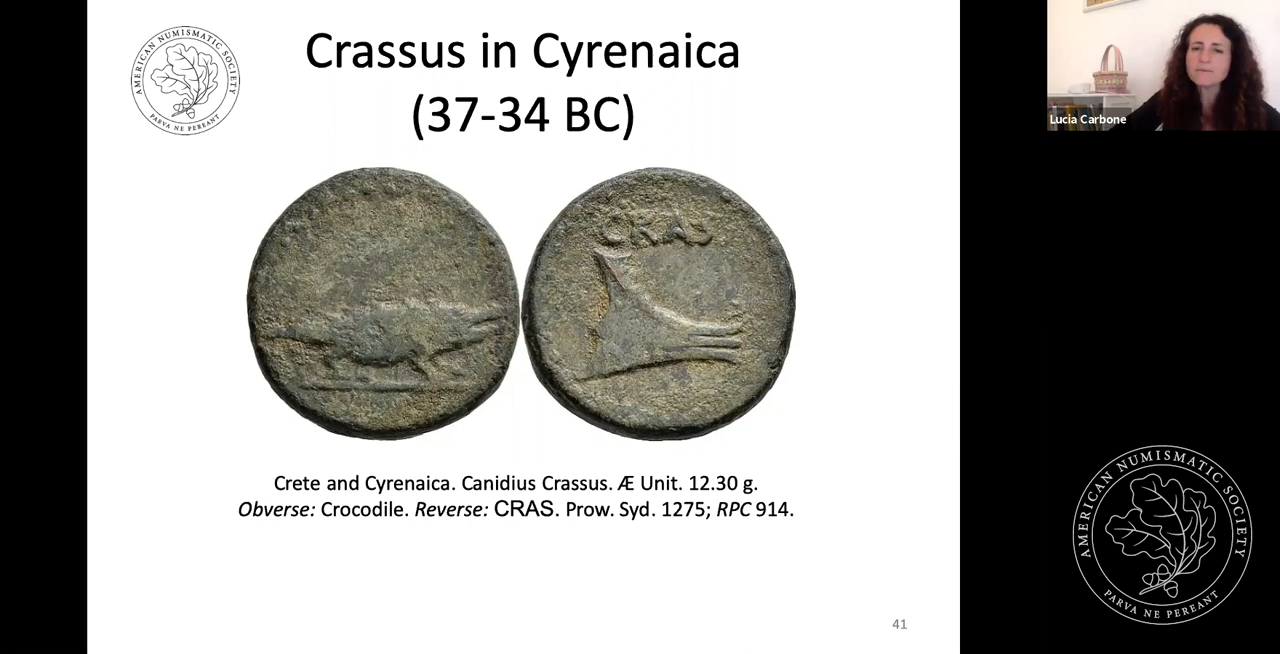 AMERICAN NUMISMATIC SOCIETY
PARVA NE PEREANT
Crassus in Cyrenaica
(37-34 BC)
Lucia Carbone
CRAS
Crete and Cyrenaica. Canidius Crassus. Æ Unit. 12.30 g.
Obverse: Crocodile. Reverse: CRAS. Prow. Syd. 1275; RPC 914.
41
AMERICAN NUMISMATIC SOCIETY
PARVA NE PEREANT